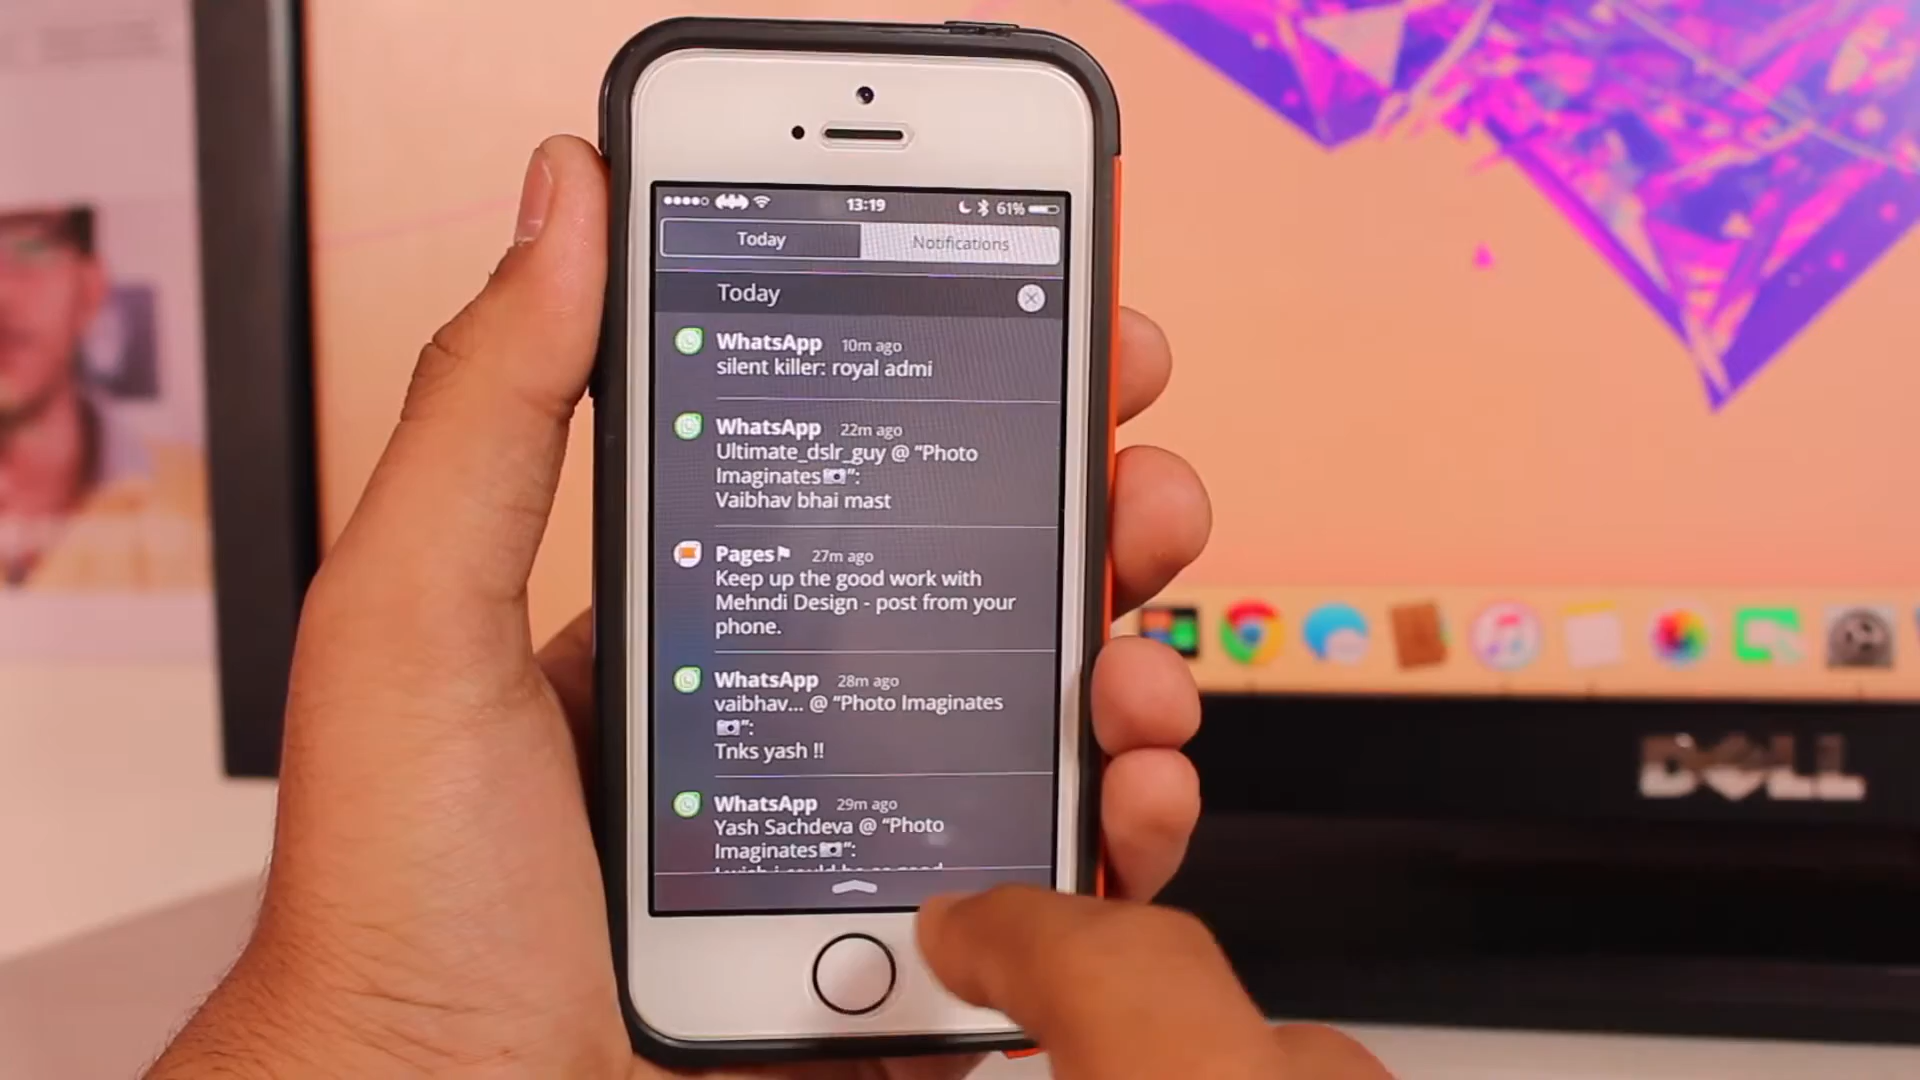 13:19
61%
Today
Notifications
Today
WhatsApp 10m ago
silent killer: royal admi
WhatsApp 22m ago
Ultimate_dslr_guy @ “Photo
Imaginates📷”:
Vaibhav bhai mast
Pages⚑ 27m ago
Keep up the good work with
Mehndi Design - post from your
phone.
WhatsApp 28m ago
vaibhav... @ “Photo Imaginates
📷”:
Tnks yash !!
WhatsApp 29m ago
Yash Sachdeva @ “Photo
Imaginates📷”:
DELL